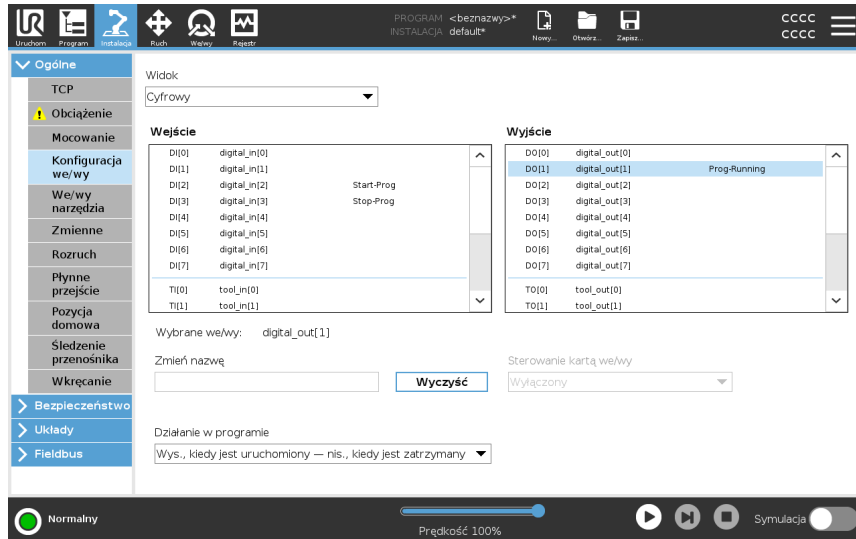 PROGRAM <beznazwy>*
INSTALACJA default*
CCCC
CCCC
Uruchom Program Instalacja Ruch We/wy Rejestr Nowy... Otwórz... Zapisz...
Ogólne
TCP
Obciążenie
Mocowanie
Konfiguracja
we/wy
We/wy
narzędzia
Zmienne
Rozruch
Płynne
przejście
Pozycja
domowa
Śledzenie
przenośnika
Wkręcanie
Bezpieczeństwo
Układy
Fieldbus
Widok
Cyfrowy
Wejście
DI[0] digital_in[0]
DI[1] digital_in[1]
DI[2] digital_in[2] Start-Prog
DI[3] digital_in[3] Stop-Prog
DI[4] digital_in[4]
DI[5] digital_in[5]
DI[6] digital_in[6]
DI[7] digital_in[7]
TI[0] tool_in[0]
TI[1] tool_in[1]
Wyjście
DO[0] digital_out[0]
DO[1] digital_out[1] Prog-Running
DO[2] digital_out[2]
DO[3] digital_out[3]
DO[4] digital_out[4]
DO[5] digital_out[5]
DO[6] digital_out[6]
DO[7] digital_out[7]
TO[0] tool_out[0]
TO[1] tool_out[1]
Wybrane we/wy: digital_out[1]
Zmień nazwę
Wyczyść
Sterowanie kartą we/wy
Wyłączony
Działanie w programie
Wys., kiedy jest uruchomiony — nis., kiedy jest zatrzymany
Normalny
Prędkość 100%
Symulacja